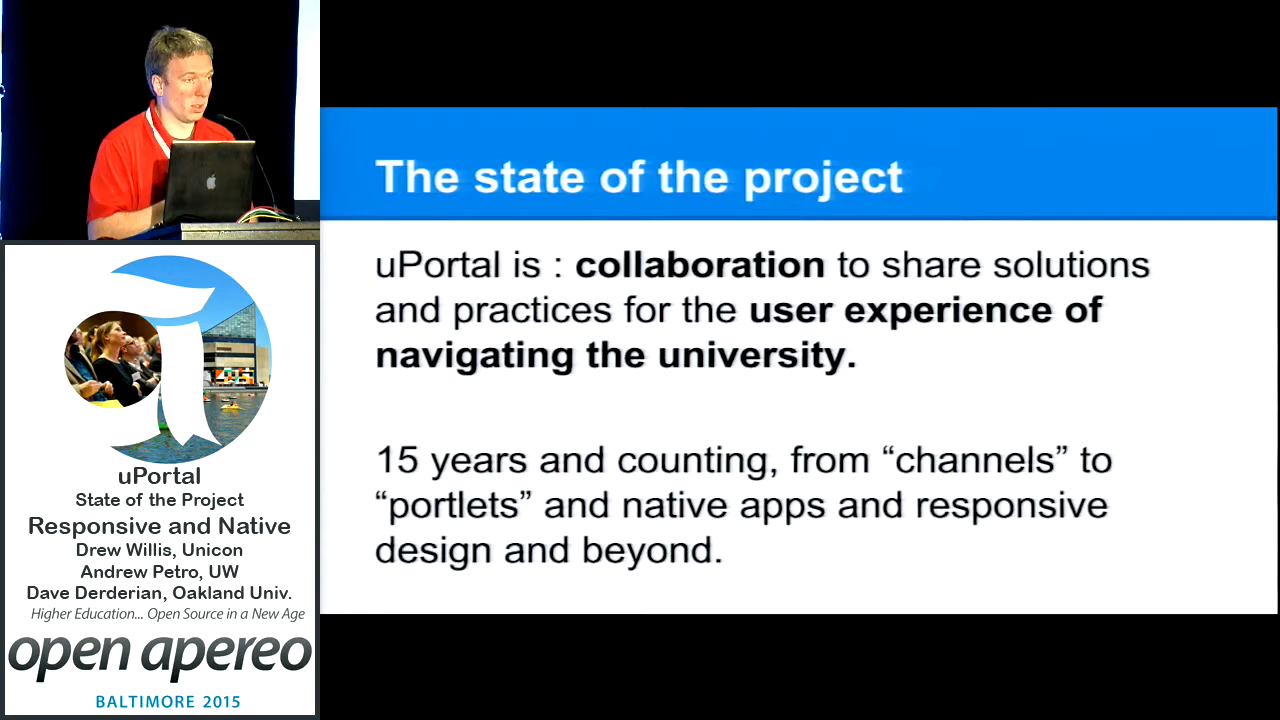 The state of the project
uPortal is : collaboration to share solutions
and practices for the user experience of
navigating the university.
15 years and counting, from “channels” to
“portlets” and native apps and responsive
design and beyond.
uPortal
State of the Project
Responsive and Native
Drew Willis, Unicon
Andrew Petro, UW
Dave Derderian, Oakland Univ.
Higher Education... Open Source in a New Age
open apereo
BALTIMORE 2015